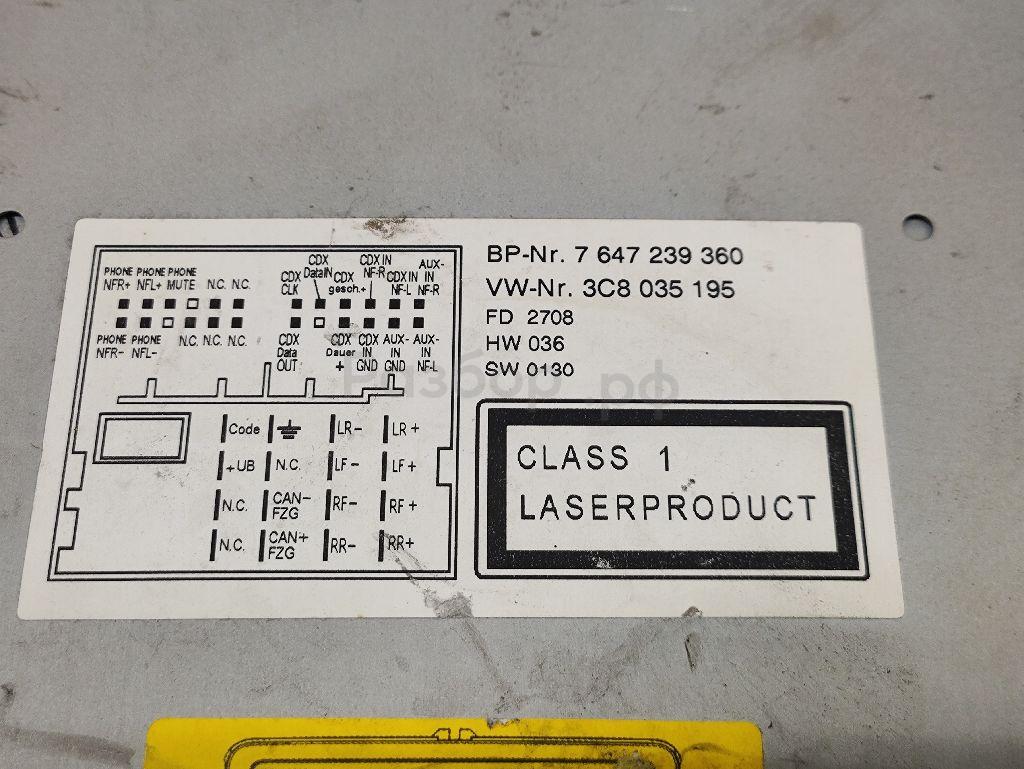 BP-Nr. 7 647 239 360
VW-Nr. 3C8 035 195
FD 2708
HW 036
SW 0130
CLASS 1
LASERPRODUCT
PHONE PHONE PHONE
NFR+ NFL+ MUTE N.C. N.C.
PHONE PHONE N.C. N.C. N.C.
NFR- NFL-
CDX CDX IN AUX-
CDX DataIN CDX NF-R CDX IN IN
CLK gesch.+ NF-L NF-R
CDX CDX CDX AUX- AUX-
Data Dauer IN IN IN
OUT + GND GND NF-L
Code LR- LR+
+UB N.C. LF- LF+
N.C. CAN- FZG RF- RF+
N.C. CAN+ FZG RR- RR+
Разбор.рф